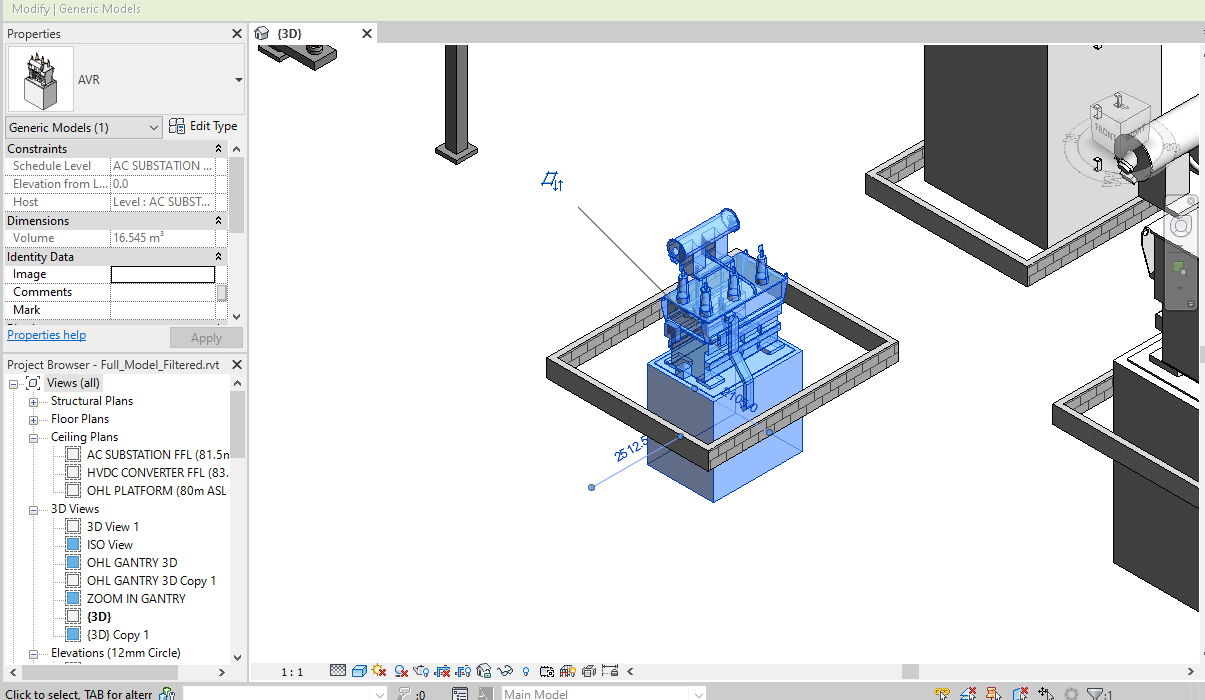 Modify | Generic Models
Properties
{3D}
AVR
Generic Models (1)
Edit Type
Constraints
Schedule Level AC SUBSTATION ...
Elevation from L... 0.0
Host Level : AC SUBST...
Dimensions
Volume 16.545 m³
Identity Data
Image
Comments
Mark
Properties help
Apply
Project Browser - Full_Model_Filtered.rvt
Views (all)
Structural Plans
Floor Plans
Ceiling Plans
AC SUBSTATION FFL (81.5m
HVDC CONVERTER FFL (83.
OHL PLATFORM (80m ASL
3D Views
3D View 1
ISO View
OHL GANTRY 3D
OHL GANTRY 3D Copy 1
ZOOM IN GANTRY
{3D}
{3D} Copy 1
Elevations (12mm Circle)
FRONT
2512.5
1 : 1
Click to select, TAB for altern
:0
Main Model
:1